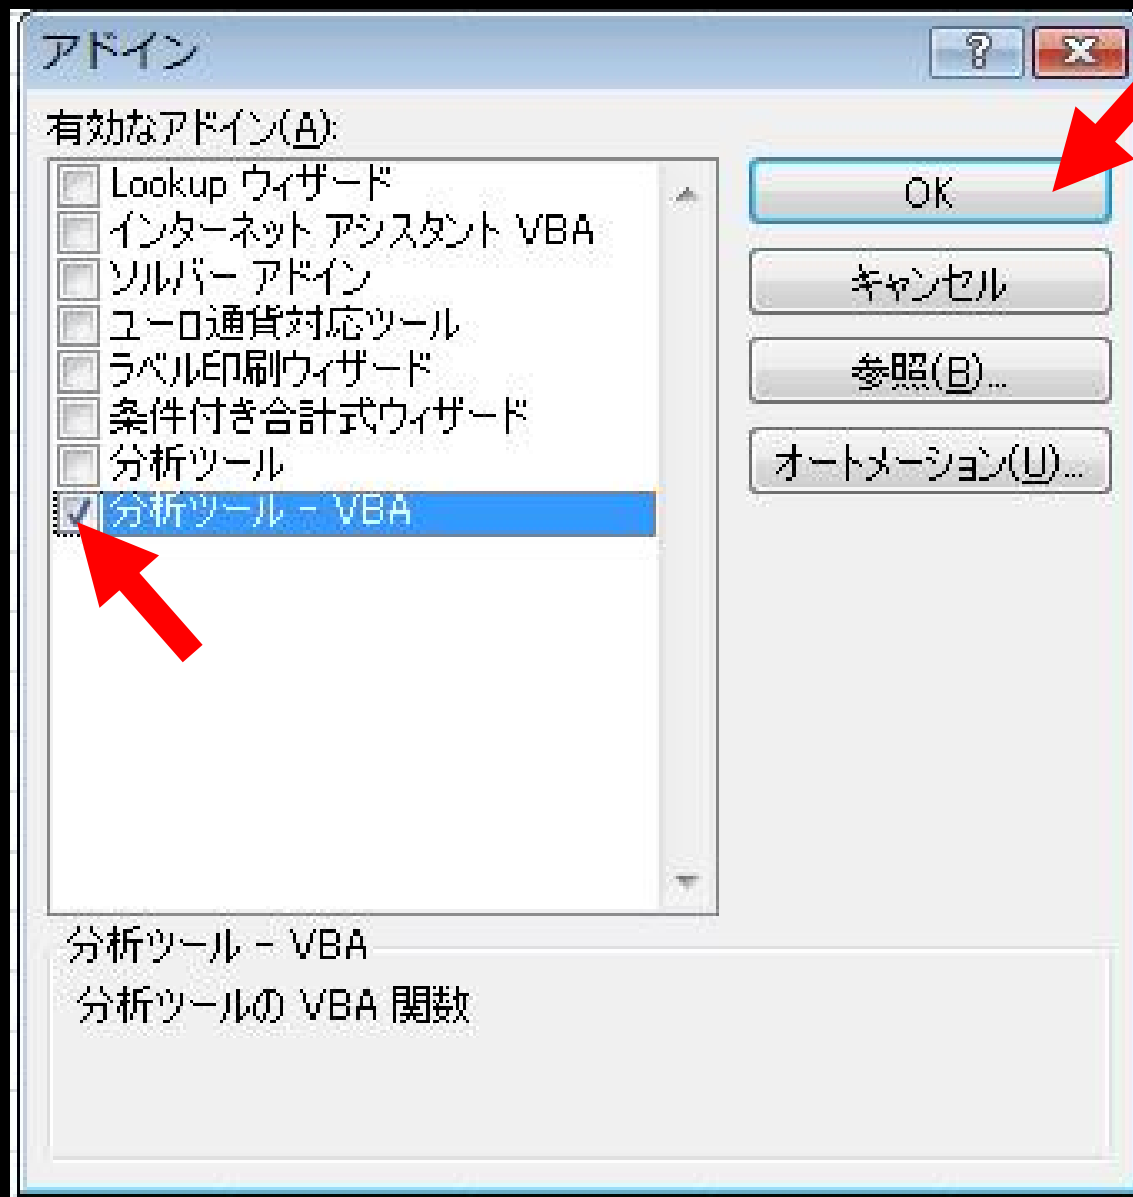 アドイン
有効なアドイン(A):
Lookup ウィザード
インターネット アシスタント VBA
ソルバー アドイン
ユーロ通貨対応ツール
ラベル印刷ウィザード
条件付き合計式ウィザード
分析ツール
分析ツール - VBA
OK
キャンセル
参照(B)...
オートメーション(U)...
分析ツール - VBA
分析ツールの VBA 関数